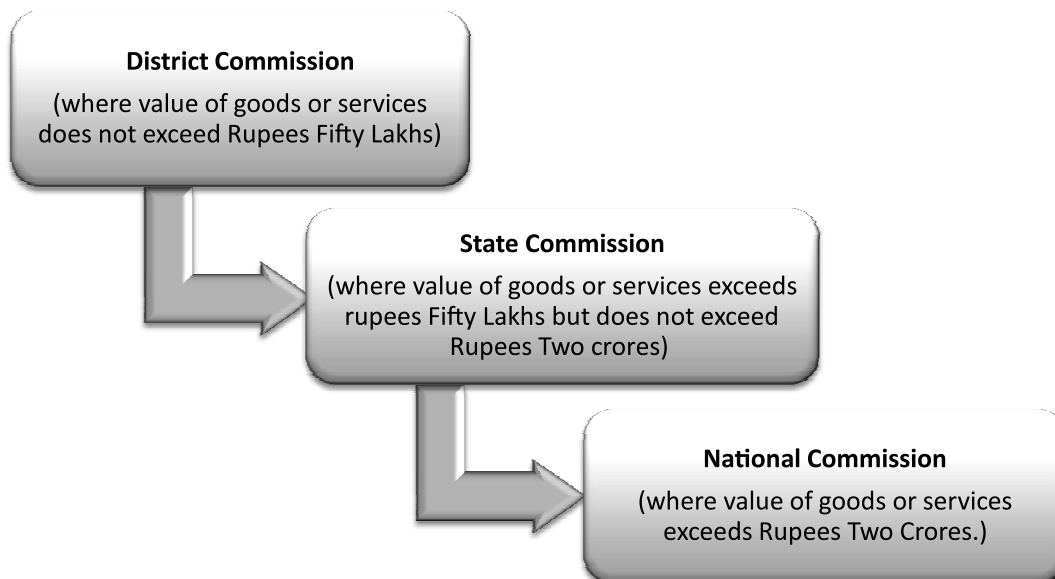 District Commission
(where value of goods or services
does not exceed Rupees Fifty Lakhs)
State Commission
(where value of goods or services exceeds
rupees Fifty Lakhs but does not exceed
Rupees Two crores)
National Commission
(where value of goods or services
exceeds Rupees Two Crores.)